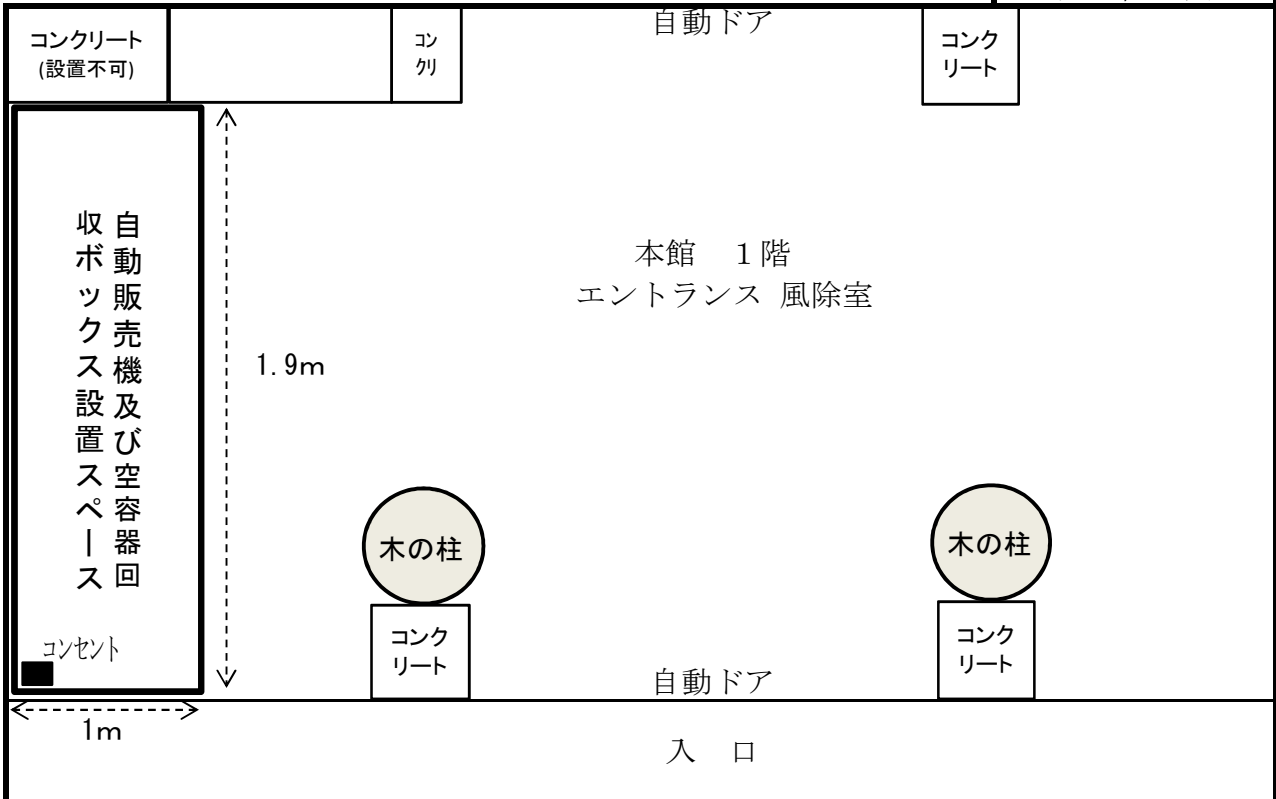 自動ドア
コンクリート
(設置不可)
コン
クリ
コンク
リート
自動販売機及び空容器回
収ボックス設置スペース
1.9m
本館 1階
エントランス 風除室
木の柱
木の柱
コンセント
コンク
リート
コンク
リート
自動ドア
1m
入 口